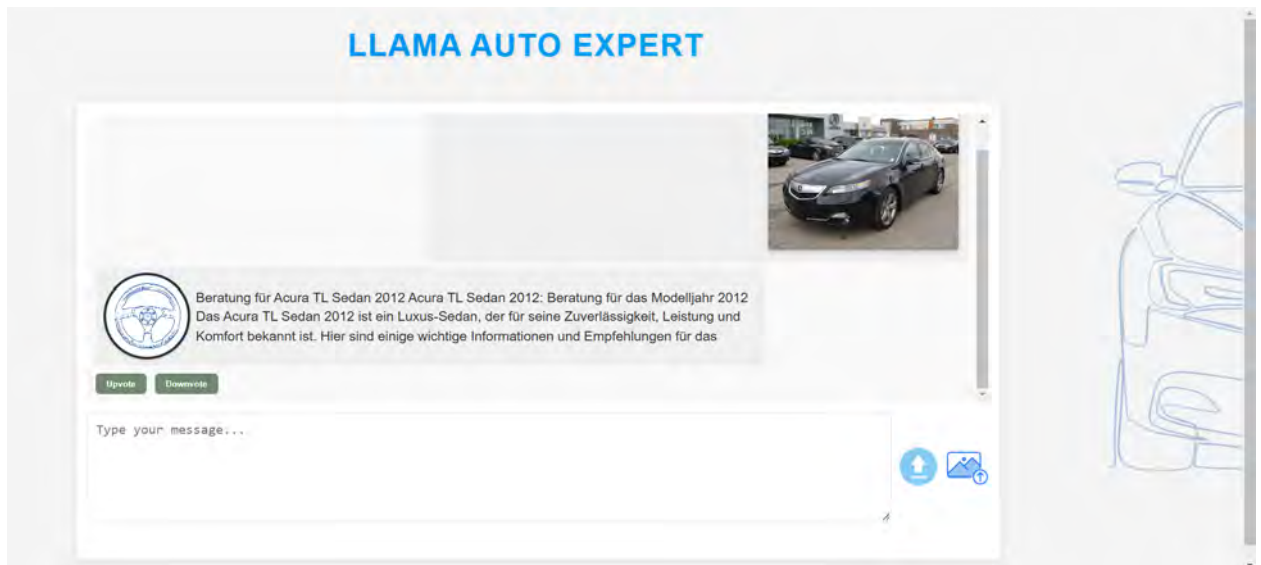 LLAMA AUTO EXPERT
Beratung für Acura TL Sedan 2012 Acura TL Sedan 2012: Beratung für das Modelljahr 2012
Das Acura TL Sedan 2012 ist ein Luxus-Sedan, der für seine Zuverlässigkeit, Leistung und
Komfort bekannt ist. Hier sind einige wichtige Informationen und Empfehlungen für das
Upvote Downvote
Type your message...